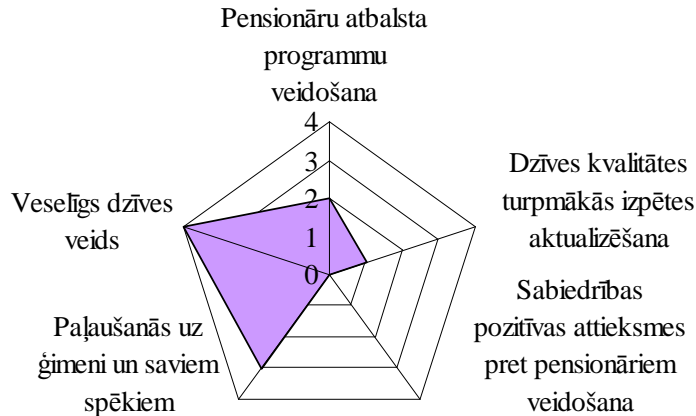 Pensionāru atbalsta
programmu
veidošana
4
3
2
1
0
Dzīves kvalitātes
turpmākās izpētes
aktualizēšana
Sabiedrības
pozitīvas attieksmes
pret pensionāriem
veidošana
Paļaušanās uz
ģimeni un saviem
spēkiem
Veselīgs dzīves
veids